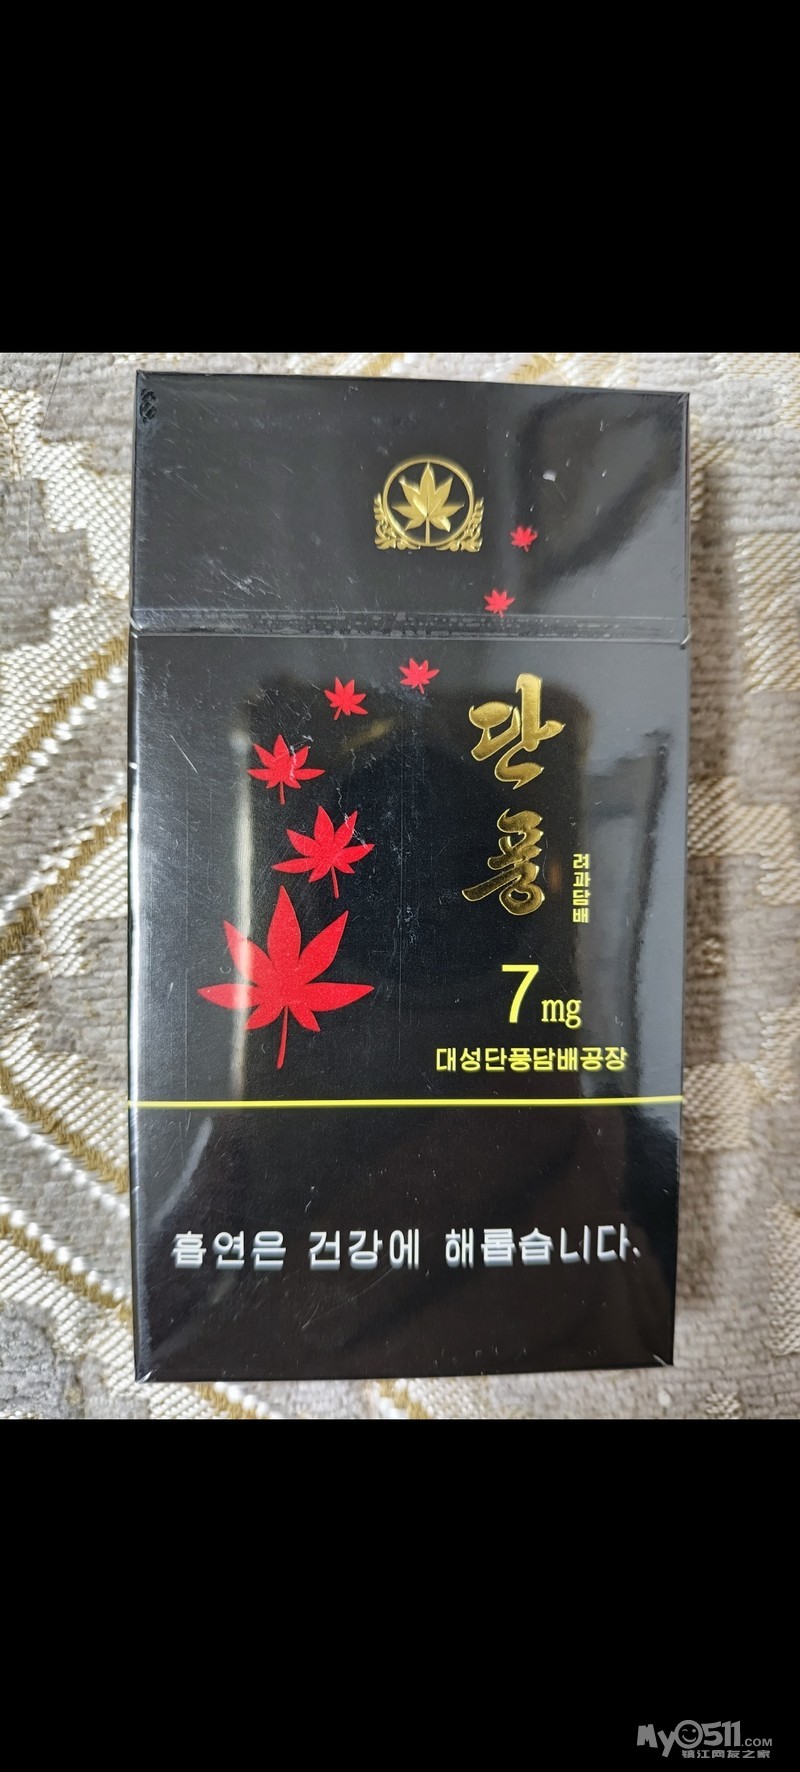 단풍
려과담배
7mg
대성단풍담배공장
흡연은 건강에 해롭습니다.
My0511.com
镇江网友之家